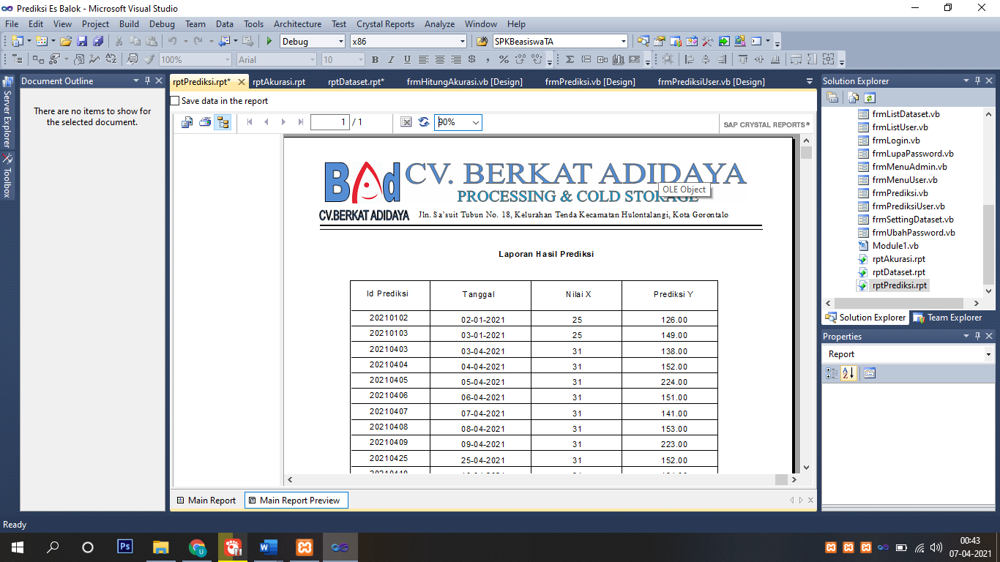 Prediksi Es Balok - Microsoft Visual Studio
File Edit View Project Build Debug Team Data Tools Architecture Test Crystal Reports Analyze Window Help
Debug x86 SPKBeasiswaTA
100% Arial 10 B I U $ , %
Server Explorer
Toolbox
Document Outline
There are no items to show for
the selected document.
rptPrediksi.rpt* rptAkurasi.rpt rptDataset.rpt* frmHitungAkurasi.vb [Design] frmPrediksi.vb [Design] frmPrediksiUser.vb [Design]
Save data in the report
1 / 1 90%
SAP CRYSTAL REPORTS®
BAd CV. BERKAT ADIDAYA
PROCESSING & COLD STORAGE
OLE Object
CV.BERKAT ADIDAYA Jln. Sa'suit Tubun No. 18, Kelurahan Tenda Kecamatan Hulontalangi, Kota Gorontalo
Laporan Hasil Prediksi
Id Prediksi Tanggal Nilai X Prediksi Y
20210102 02-01-2021 25 126.00
20210103 03-01-2021 25 149.00
20210403 03-04-2021 31 138.00
20210404 04-04-2021 31 152.00
20210405 05-04-2021 31 224.00
20210406 06-04-2021 31 151.00
20210407 07-04-2021 31 141.00
20210408 08-04-2021 31 153.00
20210409 09-04-2021 31 223.00
20210425 25-04-2021 31 152.00
Main Report Main Report Preview
Solution Explorer
frmListDataset.vb
frmListUser.vb
frmLogin.vb
frmLupaPassword.vb
frmMenuAdmin.vb
frmMenuUser.vb
frmPrediksi.vb
frmPrediksiUser.vb
frmSettingDataset.vb
frmUbahPassword.vb
Module1.vb
rptAkurasi.rpt
rptDataset.rpt
rptPrediksi.rpt
Solution Explorer Team Explorer
Properties
Report
Ready
Ps
00:43
07-04-2021